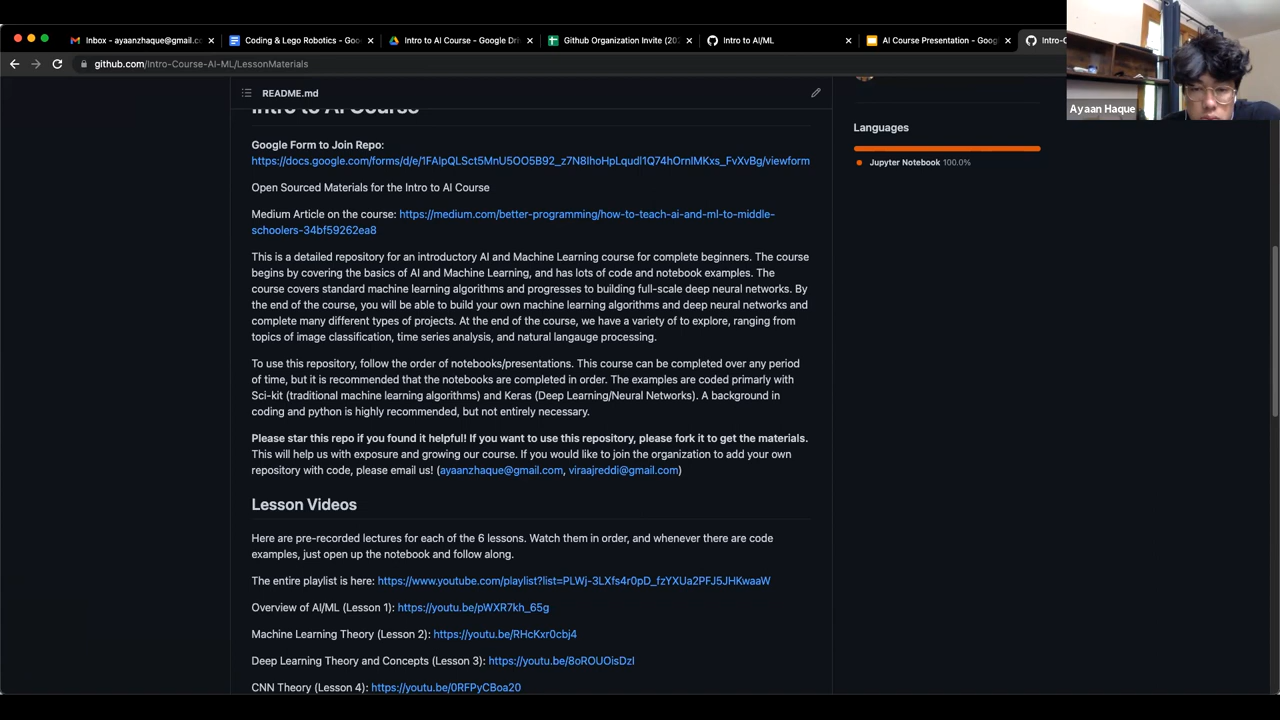 Inbox - ayaanzhaque@gmail.cc
Coding & Lego Robotics - Goo
Intro to AI Course - Google Dri
Github Organization Invite (202
Intro to AI/ML
AI Course Presentation - Goog
Intro-Co
github.com/Intro-Course-AI-ML/LessonMaterials
Ayaan Haque
README.md
Intro to AI Course
Languages
Jupyter Notebook 100.0%
Google Form to Join Repo:
Open Sourced Materials for the Intro to AI Course
Medium Article on the course: https://medium.com/better-programming/how-to-teach-ai-and-ml-to-middle-
schoolers-34bf59262ea8
This is a detailed repository for an introductory AI and Machine Learning course for complete beginners. The course
begins by covering the basics of AI and Machine Learning, and has lots of code and notebook examples. The
course covers standard machine learning algorithms and progresses to building full-scale deep neural networks. By
the end of the course, you will be able to build your own machine learning algorithms and deep neural networks and
complete many different types of projects. At the end of the course, we have a variety of to explore, ranging from
topics of image classification, time series analysis, and natural langauge processing.
To use this repository, follow the order of notebooks/presentations. This course can be completed over any period
of time, but it is recommended that the notebooks are completed in order. The examples are coded primarly with
Sci-kit (traditional machine learning algorithms) and Keras (Deep Learning/Neural Networks). A background in
coding and python is highly recommended, but not entirely necessary.
Please star this repo if you found it helpful! If you want to use this repository, please fork it to get the materials.
This will help us with exposure and growing our course. If you would like to join the organization to add your own
repository with code, please email us! (ayaanzhaque@gmail.com, viraajreddi@gmail.com)
Lesson Videos
Here are pre-recorded lectures for each of the 6 lessons. Watch them in order, and whenever there are code
examples, just open up the notebook and follow along.
The entire playlist is here: https://www.youtube.com/playlist?list=PLWj-3LXfs4r0pD_fzYXUa2PFJ5JHKwaaW
Overview of AI/ML (Lesson 1): https://youtu.be/pWXR7kh_65g
Machine Learning Theory (Lesson 2): https://youtu.be/RHcKxr0cbj4
Deep Learning Theory and Concepts (Lesson 3): https://youtu.be/8oROUOisDzI
CNN Theory (Lesson 4): https://youtu.be/0RFPyCBoa20